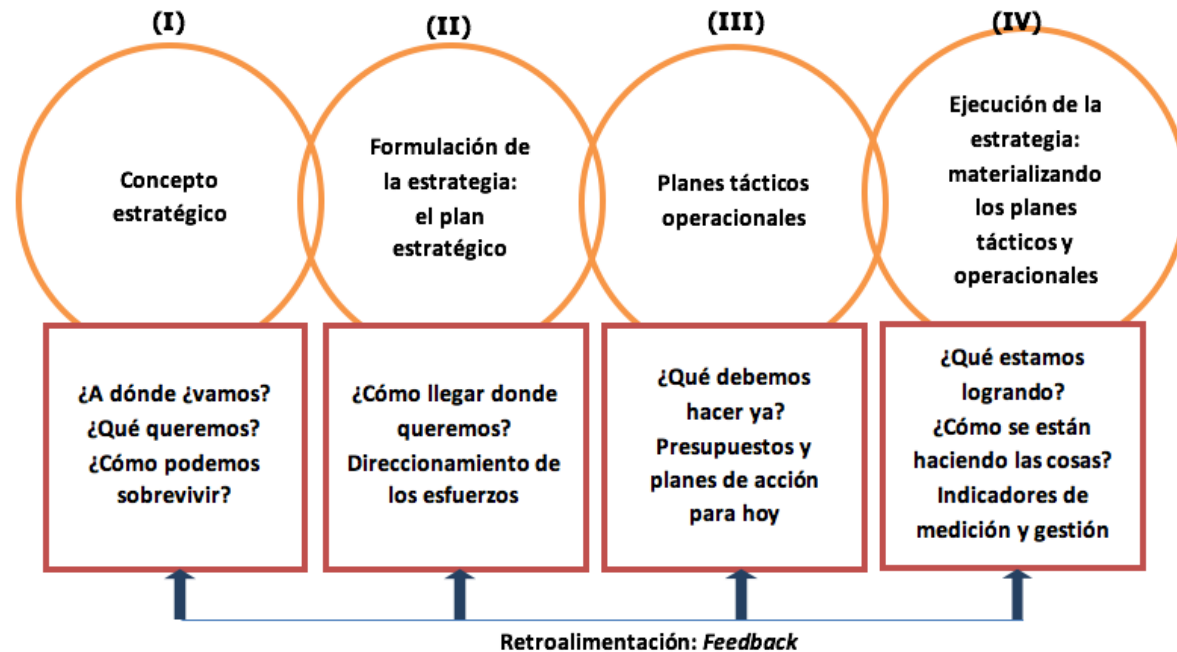 (I)
(II)
(III)
(IV)
Concepto
estratégico
Formulación de
la estrategia:
el plan
estratégico
Planes tácticos
operacionales
Ejecución de la
estrategia:
materializando
los planes
tácticos y
operacionales
¿A dónde ¿vamos?
¿Qué queremos?
¿Cómo podemos
sobrevivir?
¿Cómo llegar donde
queremos?
Direccionamiento de
los esfuerzos
¿Qué debemos
hacer ya?
Presupuestos y
planes de acción
para hoy
¿Qué estamos
logrando?
¿Cómo se están
haciendo las cosas?
Indicadores de
medición y gestión
Retroalimentación: Feedback